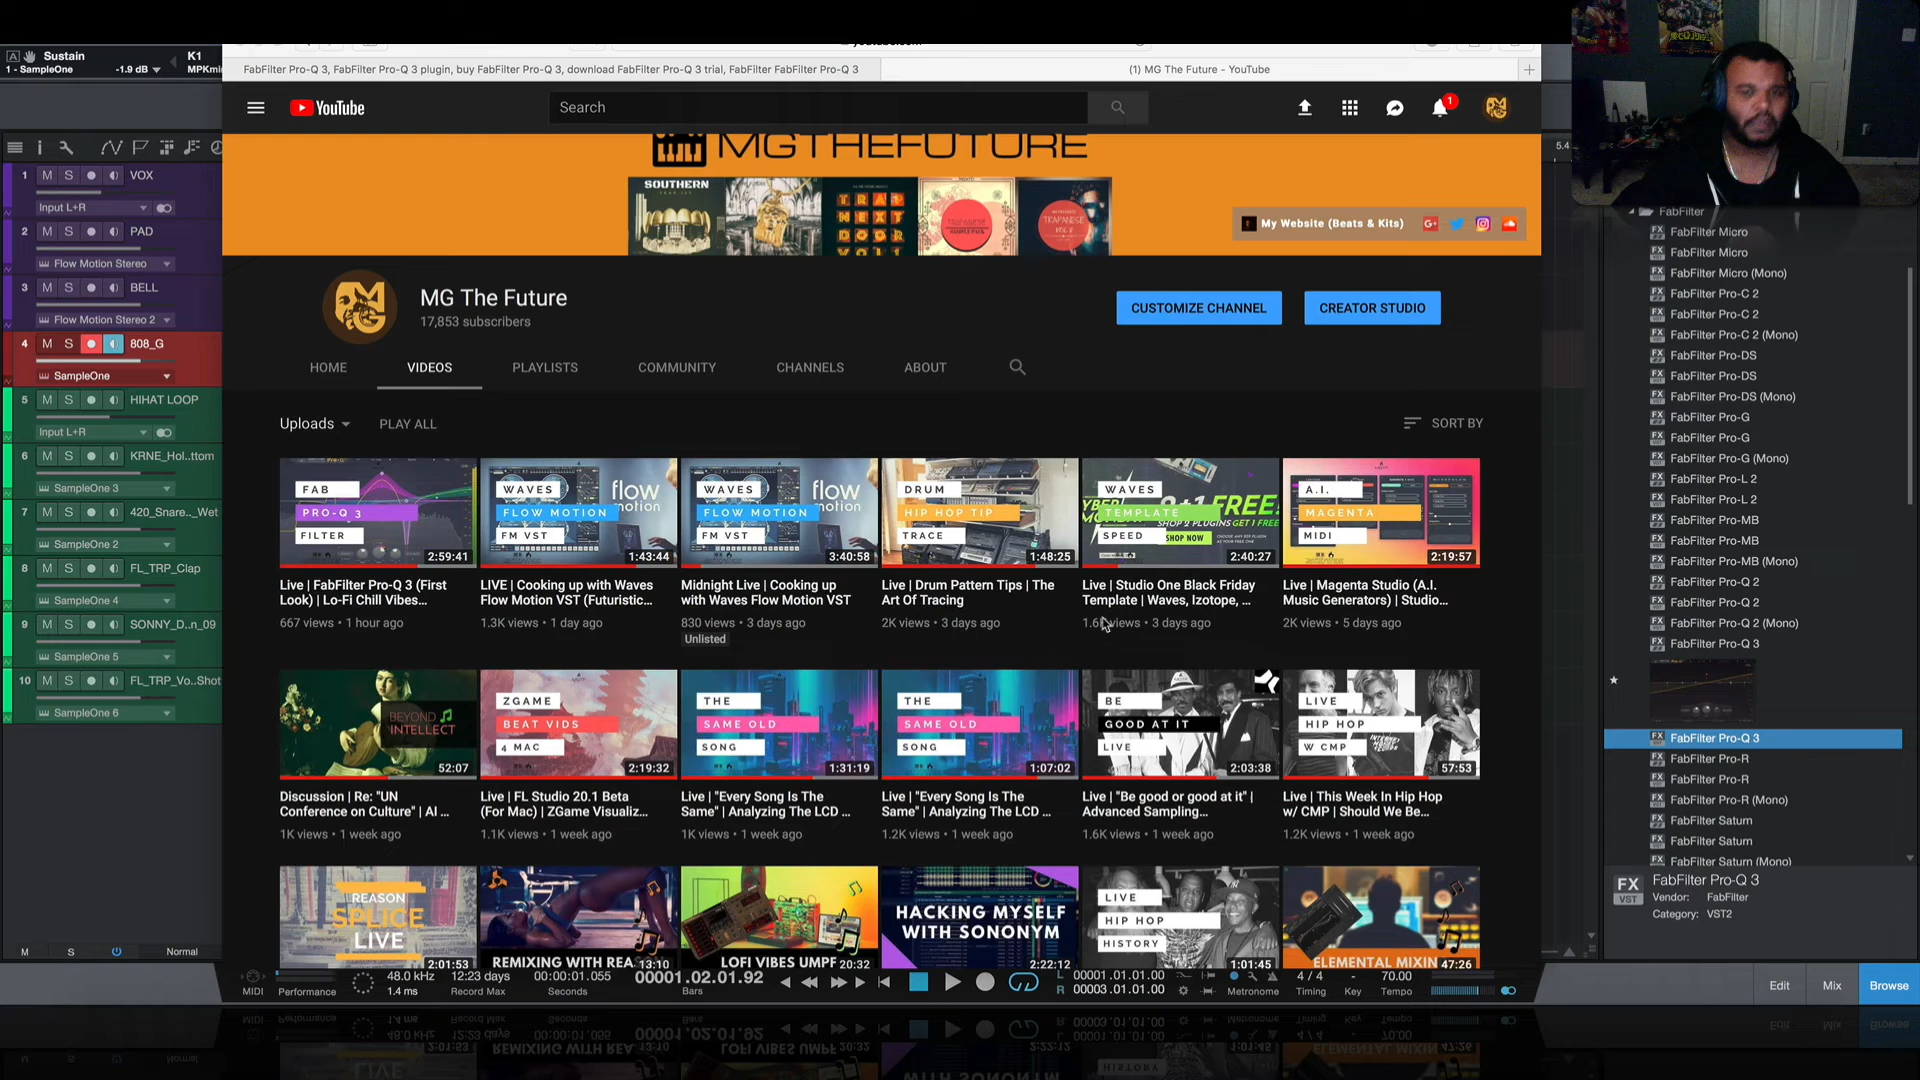 Sustain
1 - SampleOne
-1.9 dB
K1
FabFilter Pro-Q 3, FabFilter Pro-Q 3 plugin, buy FabFilter Pro-Q 3, download FabFilter Pro-Q 3 trial, FabFilter FabFilter Pro-Q 3
(1) MG The Future - YouTube
YouTube
Search
1
MGTHEFUTURE
SOUTHERN
My Website (Beats & Kits)
MG The Future
17,853 subscribers
CUSTOMIZE CHANNEL
CREATOR STUDIO
HOME
VIDEOS
PLAYLISTS
COMMUNITY
CHANNELS
ABOUT
Uploads
PLAY ALL
SORT BY
FAB
PRO-Q 3
FILTER
2:59:41
WAVES
FLOW MOTION
FM VST
flow
motion
1:43:44
WAVES
FLOW MOTION
FM VST
flow
motion
3:40:58
DRUM
HIP HOP TIP
TRACE
1:48:25
WAVES
TEMPLATE
SPEED
FREE!
SHOP 2 PLUGINS GET 1 FREE
SHOP NOW
2:40:27
A.I.
MAGENTA
MIDI
2:19:57
Live | FabFilter Pro-Q 3 (First
Look) | Lo-Fi Chill Vibes...
667 views • 1 hour ago
LIVE | Cooking up with Waves
Flow Motion VST (Futuristic...
1.3K views • 1 day ago
Midnight Live | Cooking up
with Waves Flow Motion VST
830 views • 3 days ago
Unlisted
Live | Drum Pattern Tips | The
Art Of Tracing
2K views • 3 days ago
Live | Studio One Black Friday
Template | Waves, Izotope, ...
views • 3 days ago
Live | Magenta Studio (A.I.
Music Generators) | Studio...
2K views • 5 days ago
BEYOND
INTELLECT
52:07
ZGAME
BEAT VIDS
4 MAC
2:19:32
THE
SAME OLD
SONG
1:31:19
THE
SAME OLD
SONG
1:07:02
BE
GOOD AT IT
LIVE
2:03:38
LIVE
HIP HOP
W CMP
57:53
Discussion | Re: "UN
Conference on Culture" | AI ...
1K views • 1 week ago
Live | FL Studio 20.1 Beta
(For Mac) | ZGame Visualiz...
1.1K views • 1 week ago
Live | "Every Song Is The
Same" | Analyzing The LCD ...
1K views • 1 week ago
Live | "Every Song Is The
Same" | Analyzing The LCD ...
1.2K views • 1 week ago
Live | "Be good or good at it" |
Advanced Sampling...
1.6K views • 1 week ago
Live | This Week In Hip Hop
w/ CMP | Should We Be...
1.2K views • 1 week ago
REASON
SPLICE
LIVE
2:01:53
REMIXING WITH REA
13:10
LOFI VIBES UMPF
20:32
HACKING MYSELF
WITH SONONYM
2:22:12
LIVE
HIP HOP
HISTORY
1:01:45
ELEMENTAL MIXIN
47:26
1 M S VOX
Input L+R
2 M S PAD
Flow Motion Stereo
3 M S BELL
Flow Motion Stereo 2
4 M S 808_G
SampleOne
5 M S HIHAT LOOP
Input L+R
6 M S KRNE_Hol..ttom
SampleOne 3
7 M S 420_Snare.._Wet
SampleOne 2
8 M S FL_TRP_Clap
SampleOne 4
9 M S SONNY_D..n_09
SampleOne 5
10 M S FL_TRP_Vo..Shot
SampleOne 6
M S Normal
5.4
FabFilter
FabFilter Micro
FabFilter Micro
FabFilter Micro (Mono)
FabFilter Pro-C 2
FabFilter Pro-C 2
FabFilter Pro-C 2 (Mono)
FabFilter Pro-DS
FabFilter Pro-DS
FabFilter Pro-DS (Mono)
FabFilter Pro-G
FabFilter Pro-G
FabFilter Pro-G (Mono)
FabFilter Pro-L 2
FabFilter Pro-L 2
FabFilter Pro-MB
FabFilter Pro-MB
FabFilter Pro-MB (Mono)
FabFilter Pro-Q 2
FabFilter Pro-Q 2
FabFilter Pro-Q 2 (Mono)
FabFilter Pro-Q 3
FabFilter Pro-Q 3
FabFilter Pro-R
FabFilter Pro-R
FabFilter Pro-R (Mono)
FabFilter Saturn
FabFilter Saturn
FabFilter Saturn (Mono)
FX
VST
FabFilter Pro-Q 3
Vendor: FabFilter
Category: VST2
MIDI
Performance
48.0 kHz
1.4 ms
12:23 days
Record Max
00:00:01.055
Seconds
00001.02.01.92
Bars
L 00001.01.01.00
R 00003.01.01.00
Metronome
4 / 4
Timing
-
Key
70.00
Tempo
Edit
Mix
Browse